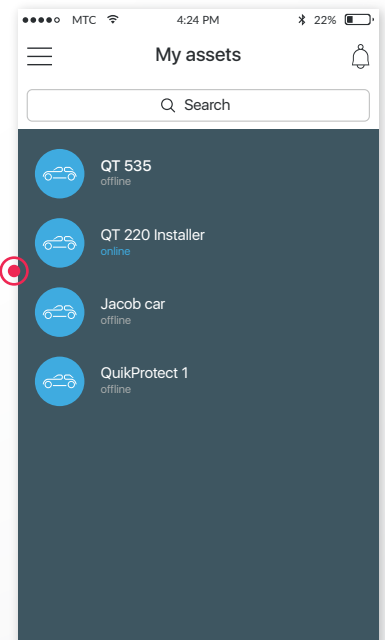 MTC 4:24 PM 22%
My assets
Search
QT 535
offline
QT 220 Installer
online
Jacob car
offline
QuikProtect 1
offline